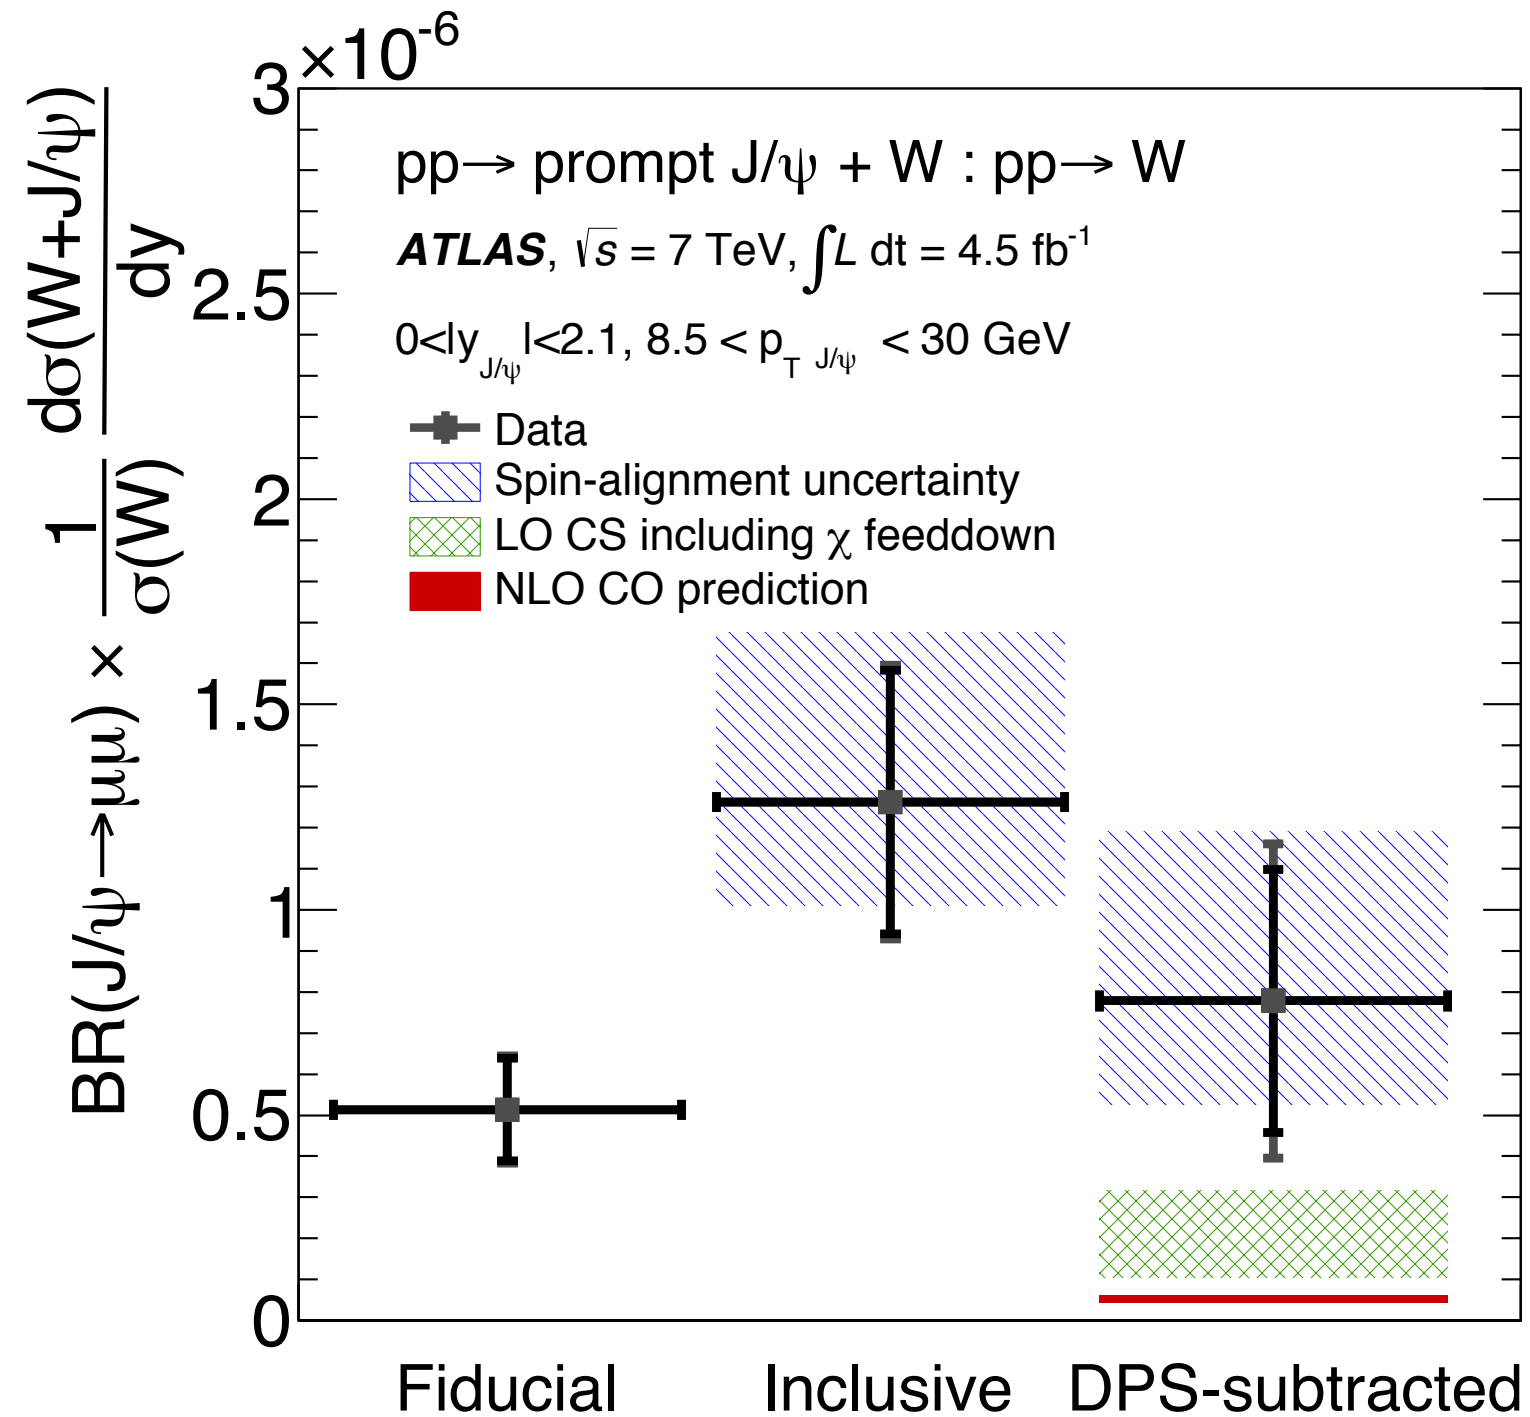 ×10⁻⁶
BR(J/ψ→μμ) × 1/σ(W) dσ(W+J/ψ)/dy
3
2.5
2
1.5
1
0.5
0
pp→ prompt J/ψ + W : pp→ W
ATLAS, √s = 7 TeV, ∫L dt = 4.5 fb⁻¹
0<|y_J/ψ|<2.1, 8.5 < p_T J/ψ < 30 GeV
Data
Spin-alignment uncertainty
LO CS including χ feeddown
NLO CO prediction
Fiducial
Inclusive
DPS-subtracted